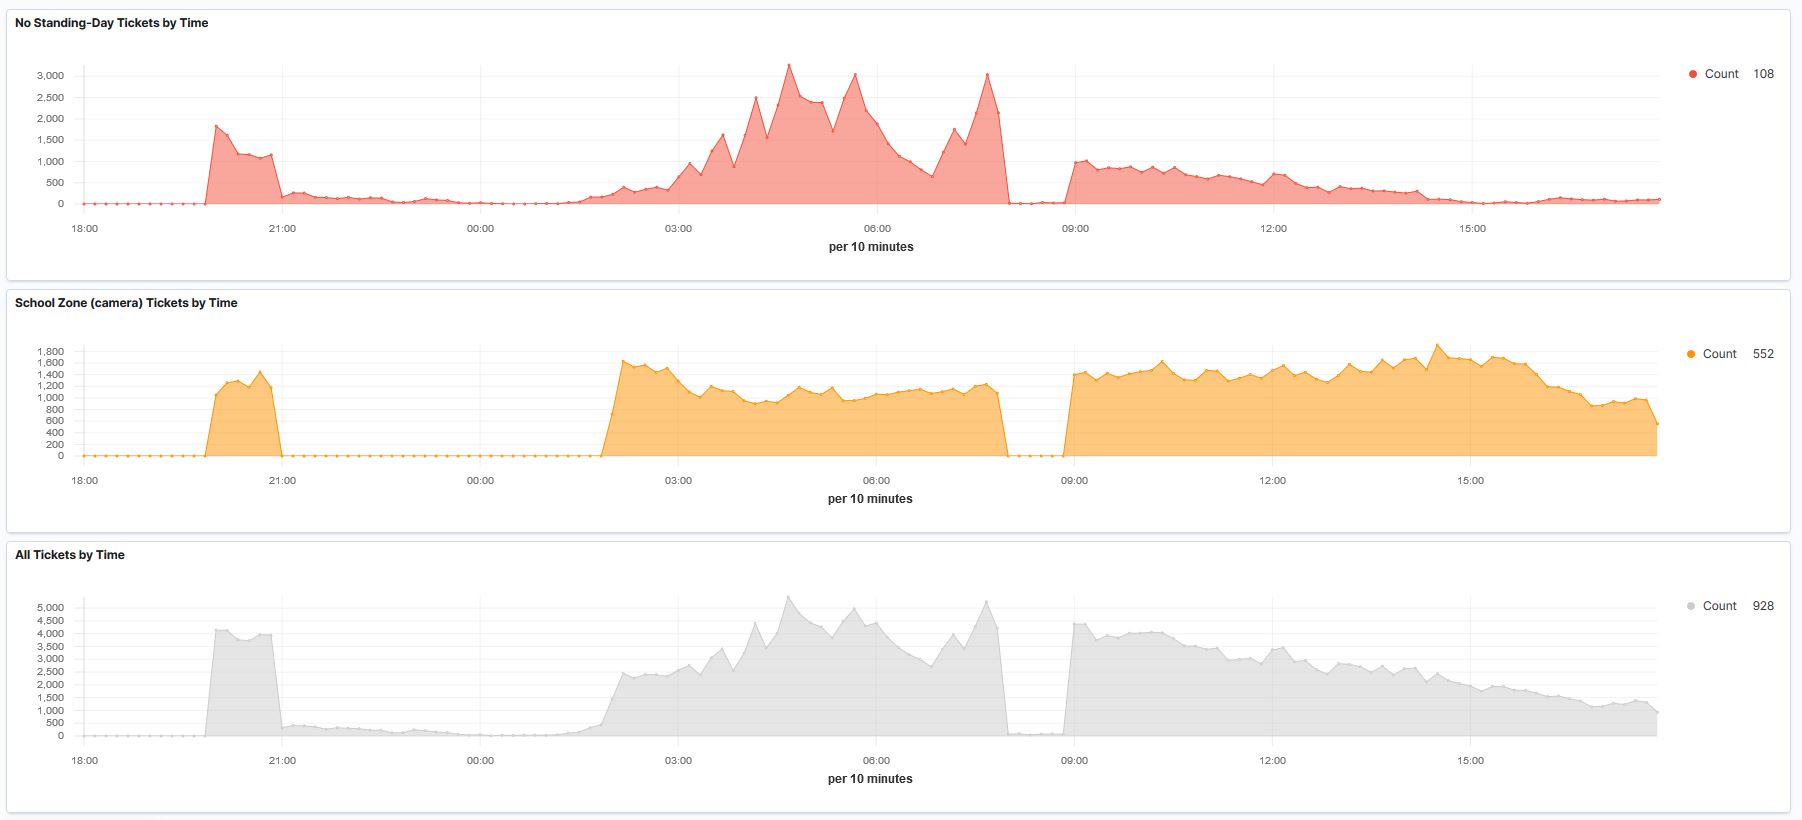 No Standing-Day Tickets by Time
3,000
2,500
2,000
1,500
1,000
500
0
Count 108
18:00 21:00 00:00 03:00 06:00 09:00 12:00 15:00
per 10 minutes
School Zone (camera) Tickets by Time
1,800
1,600
1,400
1,200
1,000
800
600
400
200
0
Count 552
18:00 21:00 00:00 03:00 06:00 09:00 12:00 15:00
per 10 minutes
All Tickets by Time
5,000
4,500
4,000
3,500
3,000
2,500
2,000
1,500
1,000
500
0
Count 928
18:00 21:00 00:00 03:00 06:00 09:00 12:00 15:00
per 10 minutes